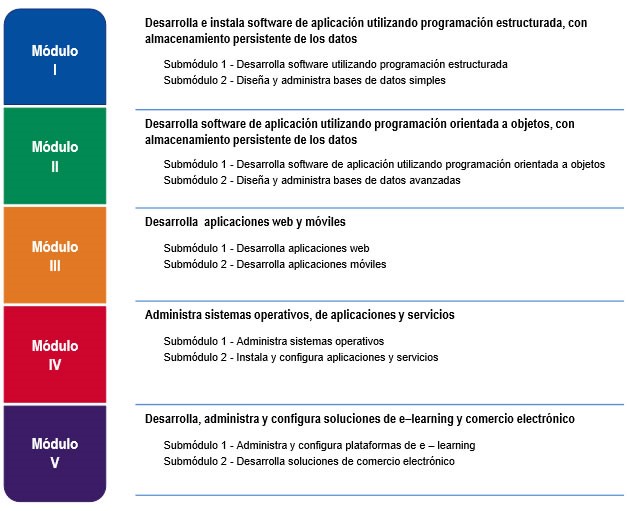 Módulo
I
Desarrolla e instala software de aplicación utilizando programación estructurada, con
almacenamiento persistente de los datos
Submódulo 1 - Desarrolla software utilizando programación estructurada
Submódulo 2 - Diseña y administra bases de datos simples
Módulo
II
Desarrolla software de aplicación utilizando programación orientada a objetos, con
almacenamiento persistente de los datos
Submódulo 1 - Desarrolla software de aplicación utilizando programación orientada a objetos
Submódulo 2 - Diseña y administra bases de datos avanzadas
Módulo
III
Desarrolla aplicaciones web y móviles
Submódulo 1 - Desarrolla aplicaciones web
Submódulo 2 - Desarrolla aplicaciones móviles
Módulo
IV
Administra sistemas operativos, de aplicaciones y servicios
Submódulo 1 - Administra sistemas operativos
Submódulo 2 - Instala y configura aplicaciones y servicios
Módulo
V
Desarrolla, administra y configura soluciones de e–learning y comercio electrónico
Submódulo 1 - Administra y configura plataformas de e – learning
Submódulo 2 - Desarrolla soluciones de comercio electrónico